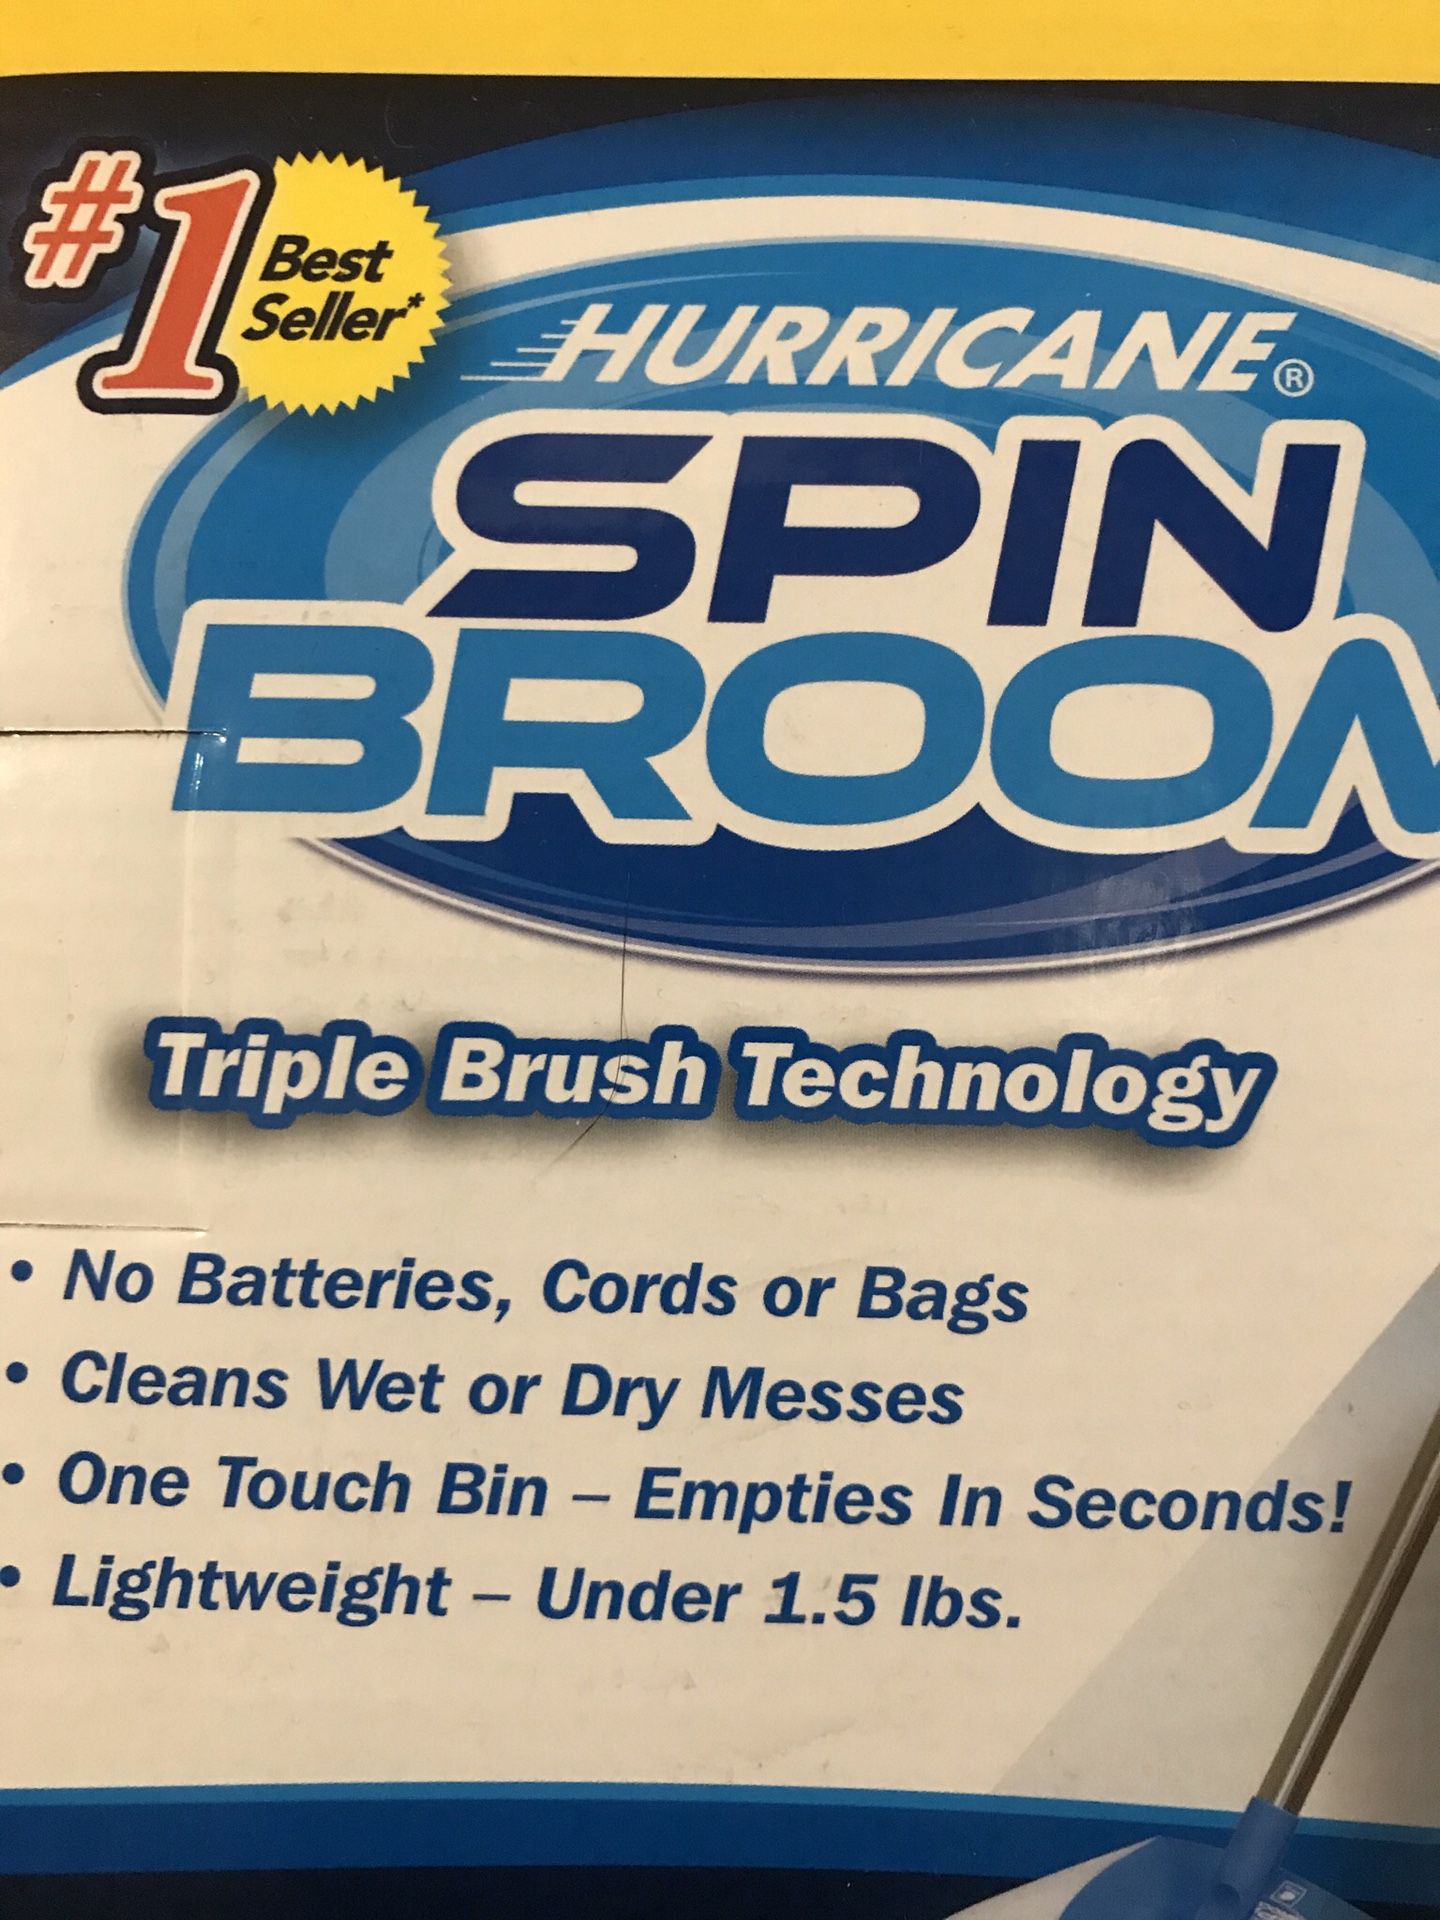 #1
Best
Seller*
HURRICANE®
SPIN
BROOM
Triple Brush Technology
• No Batteries, Cords or Bags
• Cleans Wet or Dry Messes
• One Touch Bin – Empties In Seconds!
• Lightweight – Under 1.5 lbs.